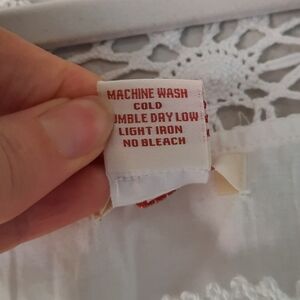 MACHINE WASH
COLD
UMBLE DRY LOW
LIGHT IRON
NO BLEACH